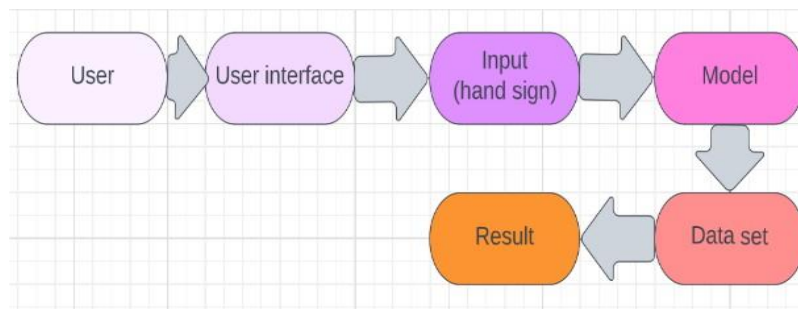 User
User interface
Input
(hand sign)
Model
Result
Data set